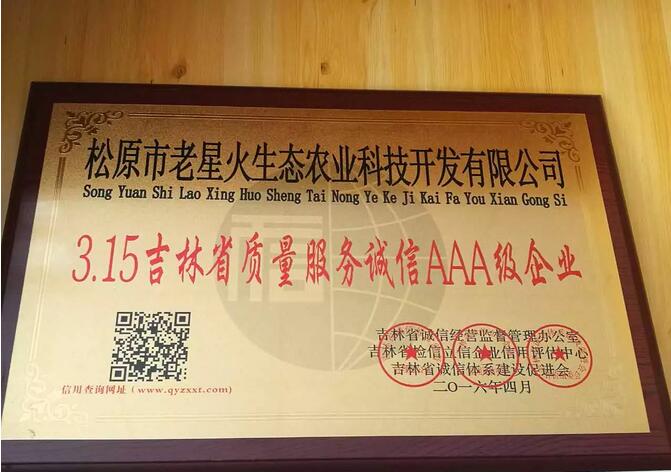 松原市老星火生态农业科技开发有限公司
Song Yuan Shi Lao Xing Huo Sheng Tai Nong Ye Ke Ji Kai Fa You Xian Gong Si
3.15吉林省质量服务诚信AAA级企业
吉林省诚信经营监督管理办公室
吉林省检信立信企业信用评估中心
吉林省诚信体系建设促进会
二〇一六年四月
信用查询网址（www.qyzxxt.com）